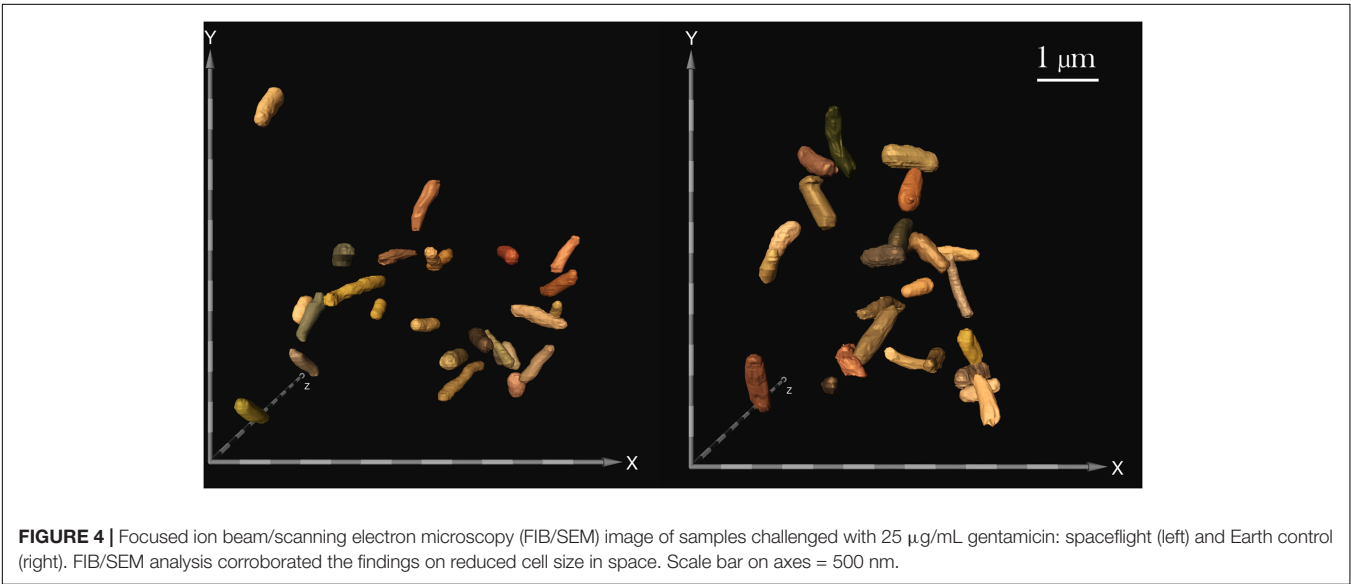 Y
Y
1 μm
z
z
X
X
FIGURE 4 | Focused ion beam/scanning electron microscopy (FIB/SEM) image of samples challenged with 25 μg/mL gentamicin: spaceflight (left) and Earth control
(right). FIB/SEM analysis corroborated the findings on reduced cell size in space. Scale bar on axes = 500 nm.